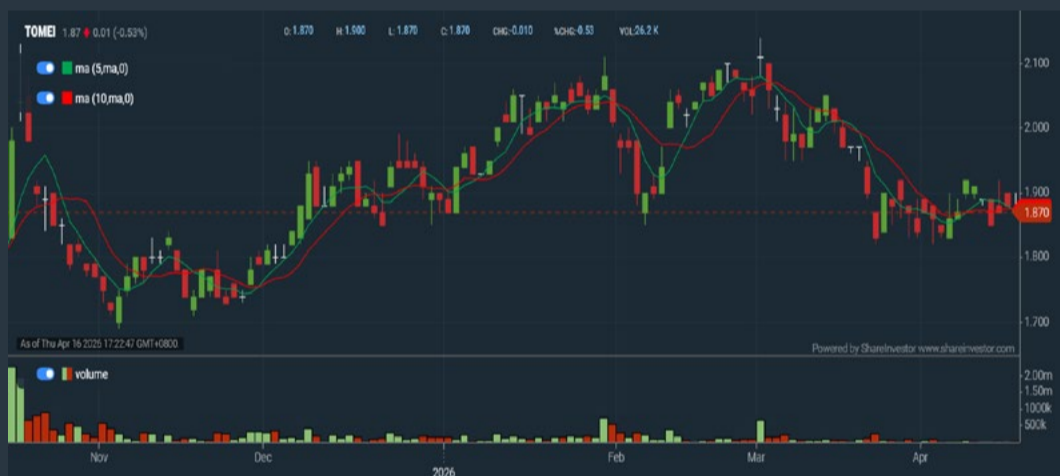 TOMEI 1.87 0.01 (-0.53%) O: 1.870 H: 1.900 L: 1.870 C: 1.870 CHG:-0.010 %CHG:-0.53 VOL:26.2 K
ma (5,ma,0)
ma (10,ma,0)
2.100
2.000
1.900
1.870
1.800
1.700
As of Thu Apr 16 2026 17:22:47 GMT+0800
Powered by ShareInvestor www.shareinvestor.com
volume
2.00m
1.50m
1000k
500k
Nov Dec 2026 Feb Mar Apr